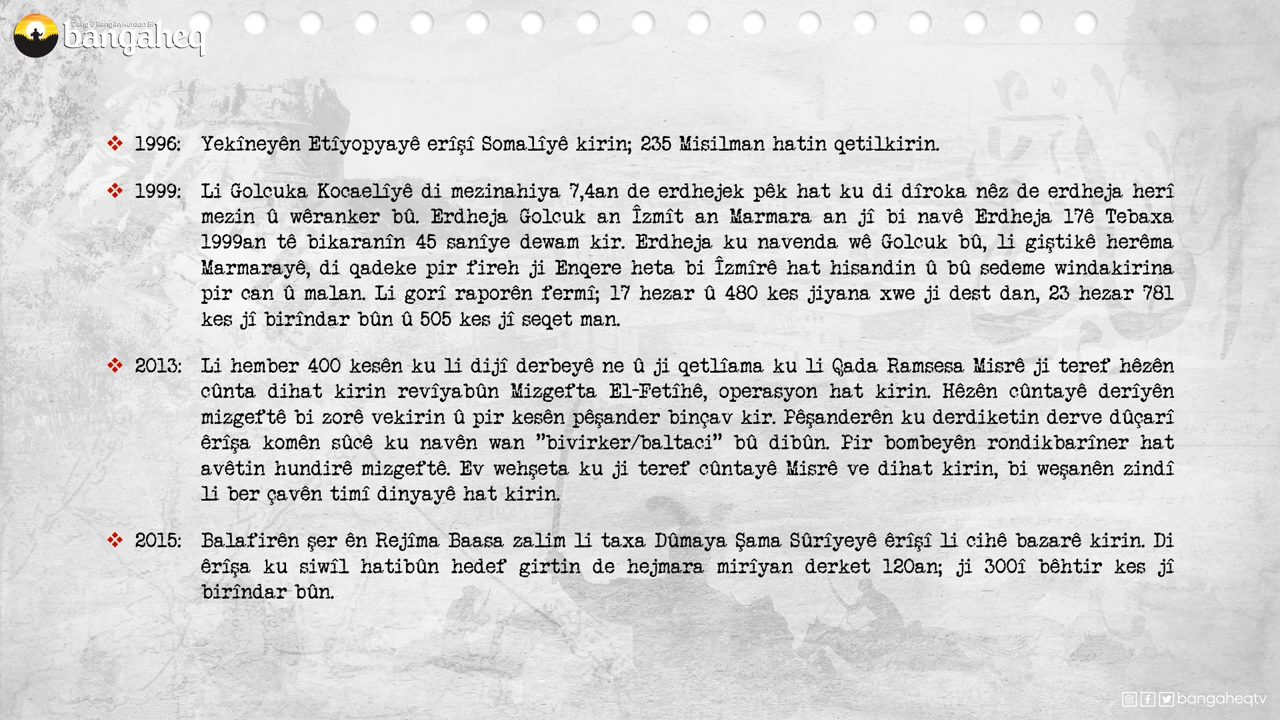 Deng û Bangên Kurdan Bi
bangaheq
❖ 1996: Yekîneyên Etîyopyayê erîşî Somalîyê kirin; 235 Misilman hatin qetilkirin.
❖ 1999: Li Golcuka Kocaelîyê di mezinahiya 7,4an de erdhejek pêk hat ku di dîroka nêz de erdheja herî
mezin û wêranker bû. Erdheja Golcuk an Îzmît an Marmara an jî bi navê Erdheja 17ê Tebaxa
1999an tê bikaranîn 45 sanîye dewam kir. Erdheja ku navenda wê Golcuk bû, li giştikê herêma
Marmarayê, di qadeke pir fireh ji Enqere heta bi Îzmîrê hat hisandin û bû sedeme windakirina
pir can û malan. Li gorî raporên fermî; 17 hezar û 480 kes jiyana xwe ji dest dan, 23 hezar 781
kes jî birîndar bûn û 505 kes jî seqet man.
❖ 2013: Li hember 400 kesên ku li dijî derbeyê ne û ji qetlîama ku li Qada Ramsesa Misrê ji teref hêzên
cûnta dihat kirin revîyabûn Mizgefta El-Fetîhê, operasyon hat kirin. Hêzên cûntayê derîyên
mizgeftê bi zorê vekirin û pir kesên pêşander binçav kir. Pêşanderên ku derdiketin derve dûçarî
êrîşa komên sûcê ku navên wan "bivirker/baltaci" bû dibûn. Pir bombeyên rondikbarîner hat
avêtin hundirê mizgeftê. Ev wehşeta ku ji teref cûntayê Misrê ve dihat kirin, bi weşanên zindî
li ber çavên timî dinyayê hat kirin.
❖ 2015: Balafirên şer ên Rejîma Baasa zalim li taxa Dûmaya Şama Sûrîyeyê êrîşî li cihê bazarê kirin. Di
êrîşa ku siwîl hatibûn hedef girtin de hejmara mirîyan derket 120an; ji 300î bêhtir kes jî
birîndar bûn.
bangaheqtv